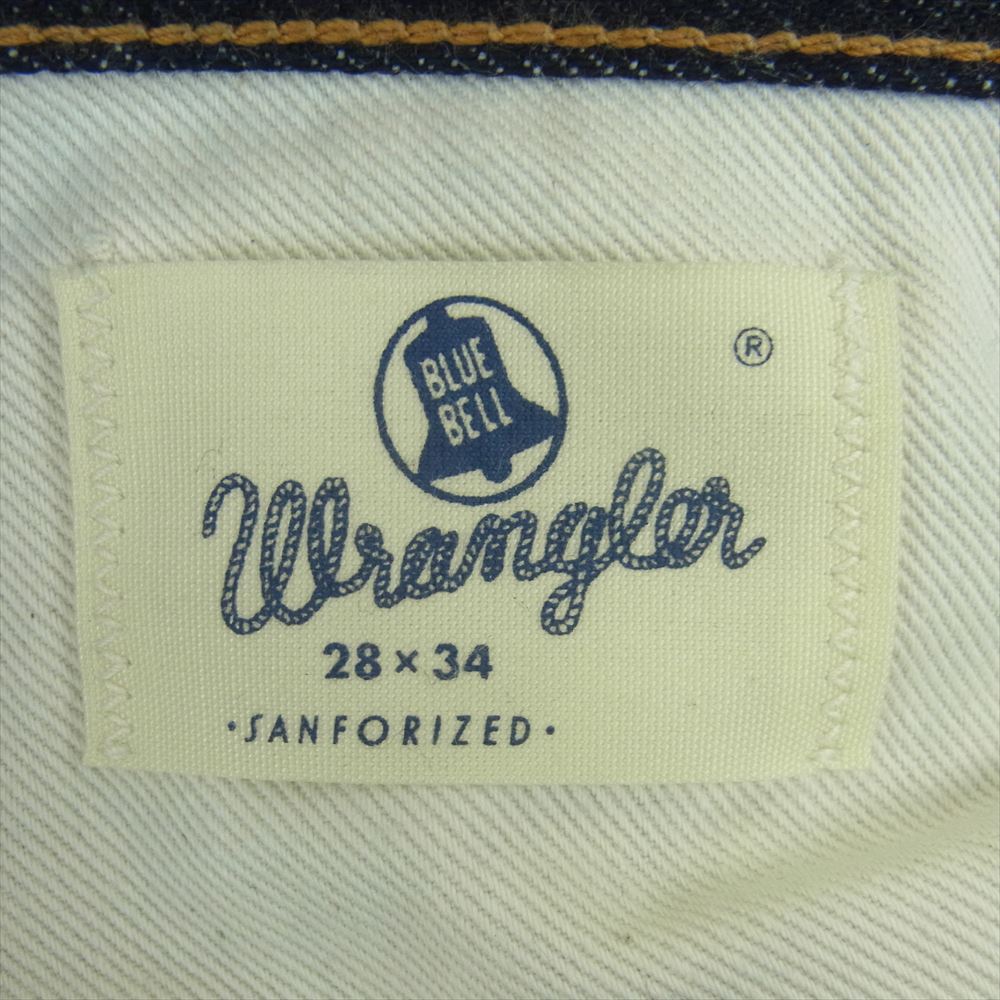 BLUE
BELL
®
Wrangler
28 × 34
·SANFORIZED·